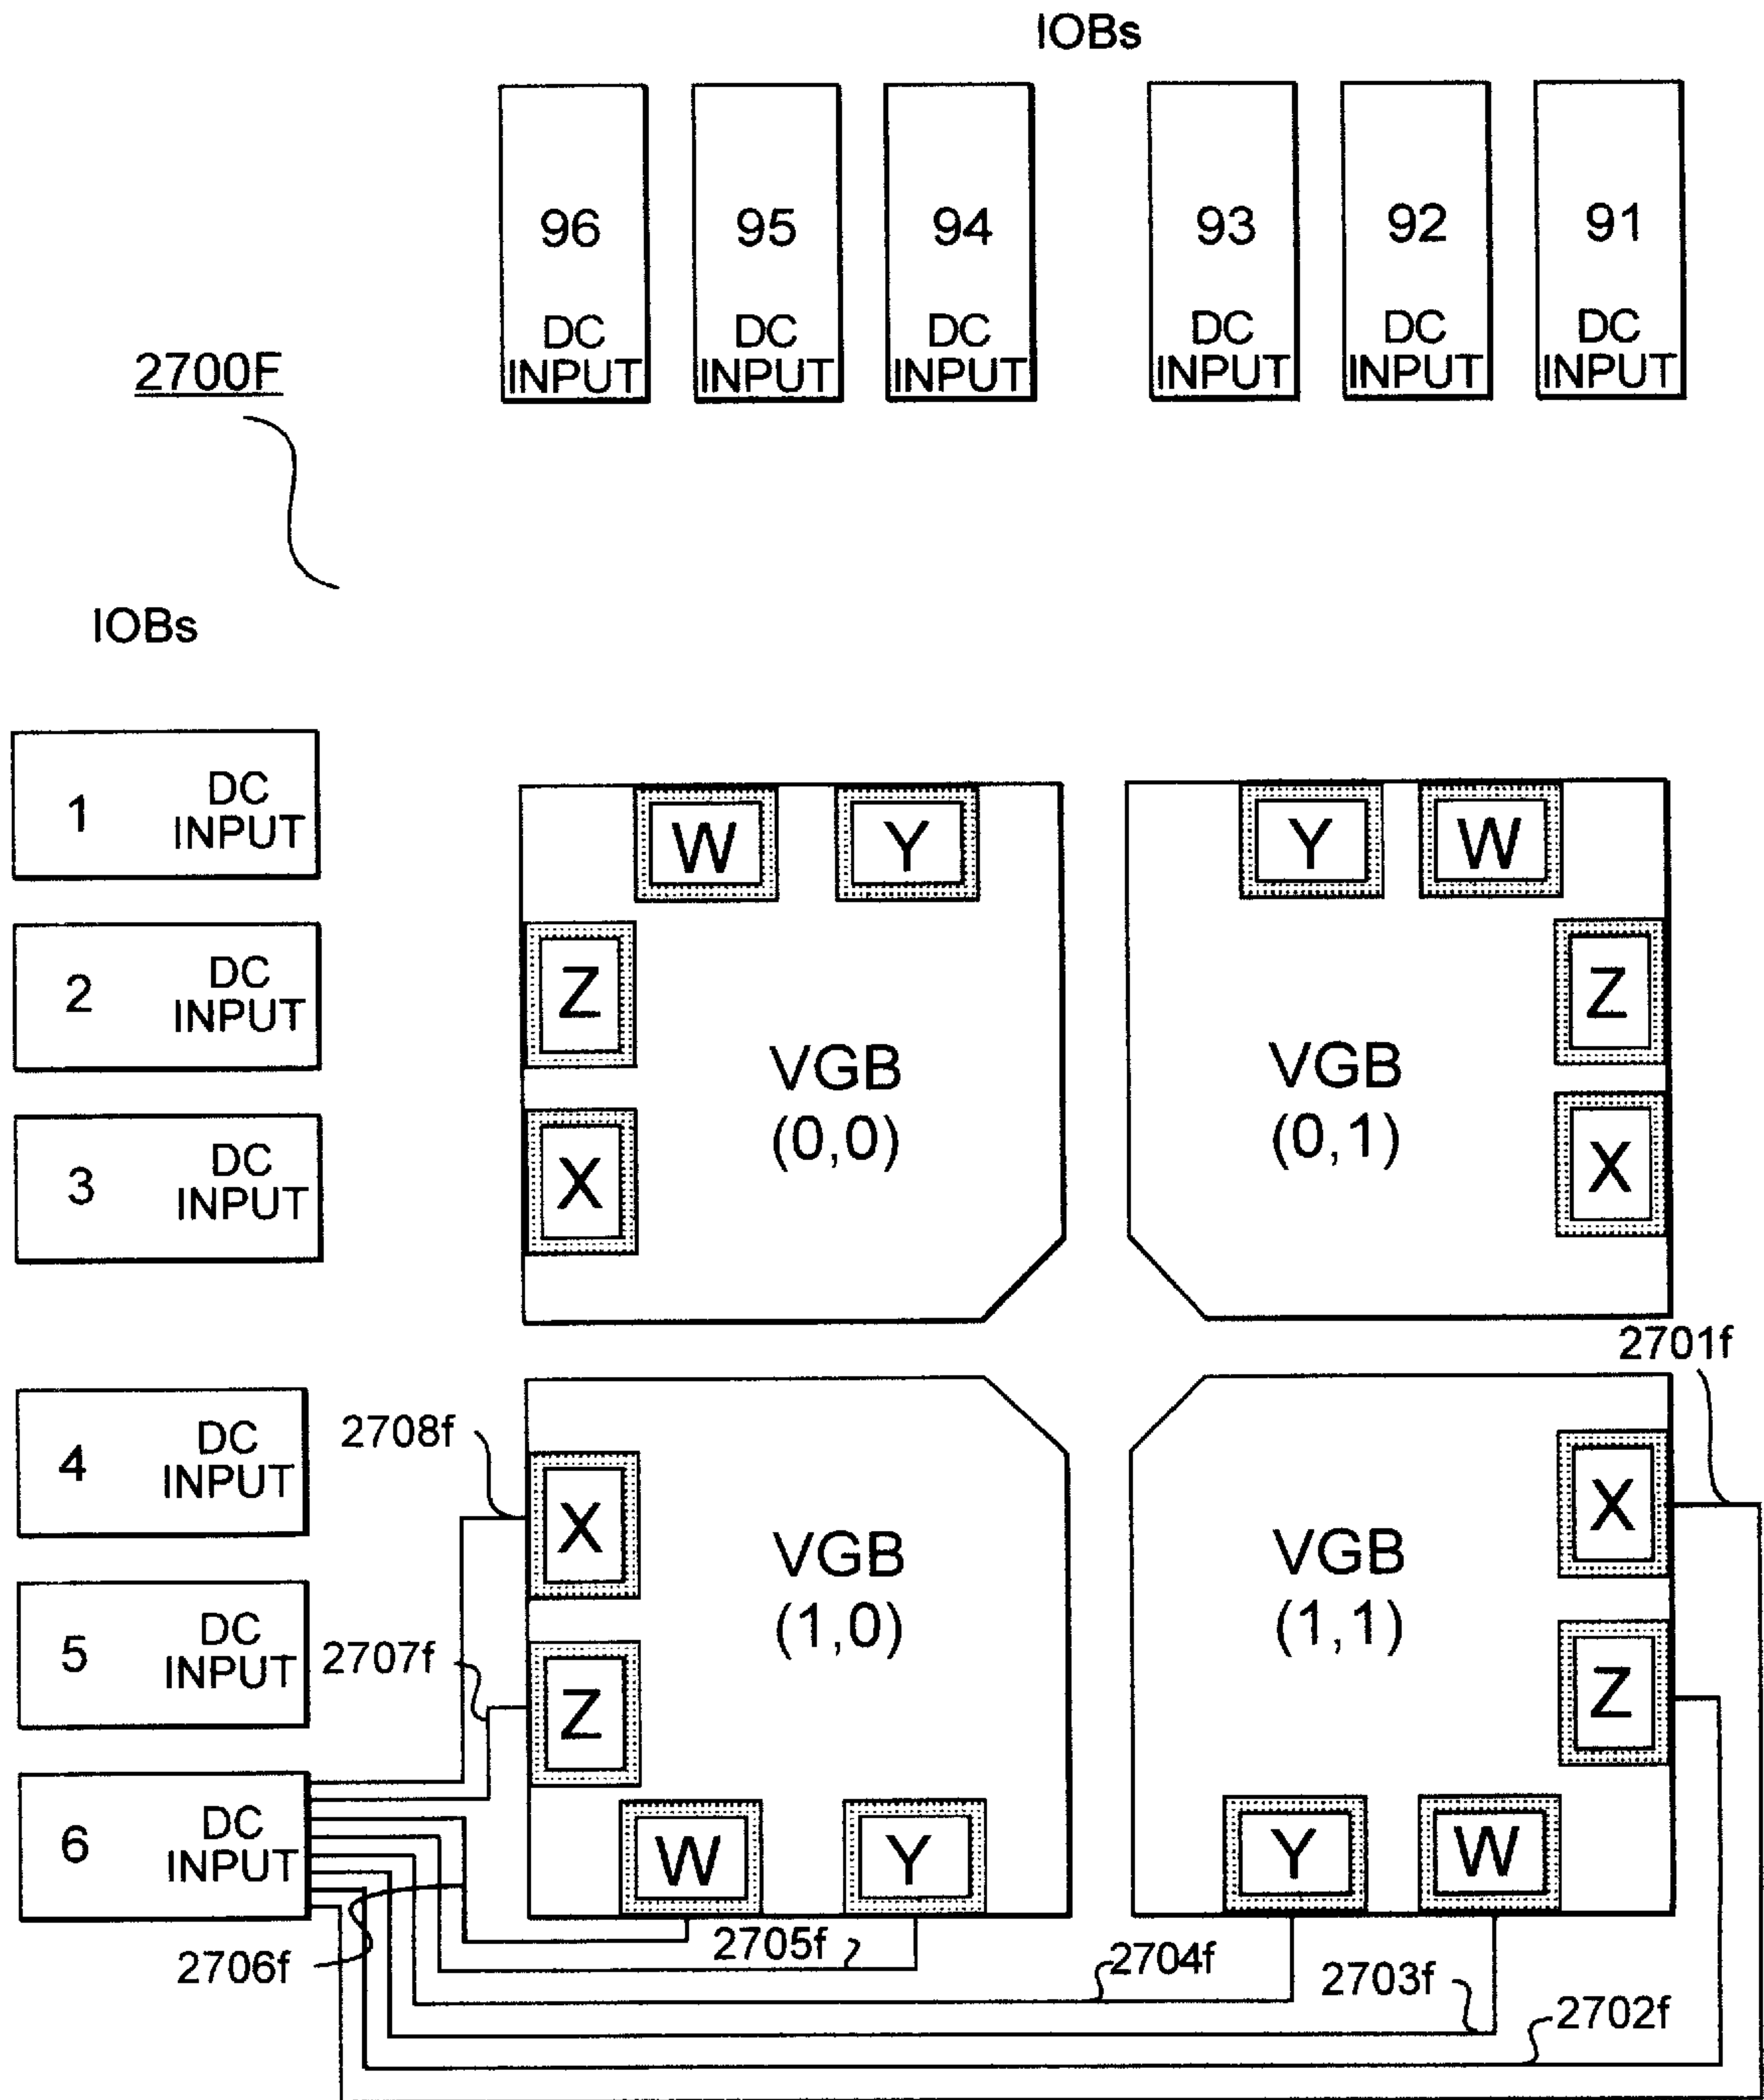 IOBs
96
DC
INPUT
95
DC
INPUT
94
DC
INPUT
93
DC
INPUT
92
DC
INPUT
91
DC
INPUT
2700F
IOBs
1
DC
INPUT
2
DC
INPUT
3
DC
INPUT
W
Y
Z
X
VGB
(0,0)
Y
W
Z
X
VGB
(0,1)
2701f
4
DC
INPUT
5
DC
INPUT
6
DC
INPUT
2708f
2707f
X
Z
W
Y
VGB
(1,0)
X
Z
Y
W
VGB
(1,1)
2706f
2705f
2704f
2703f
2702f